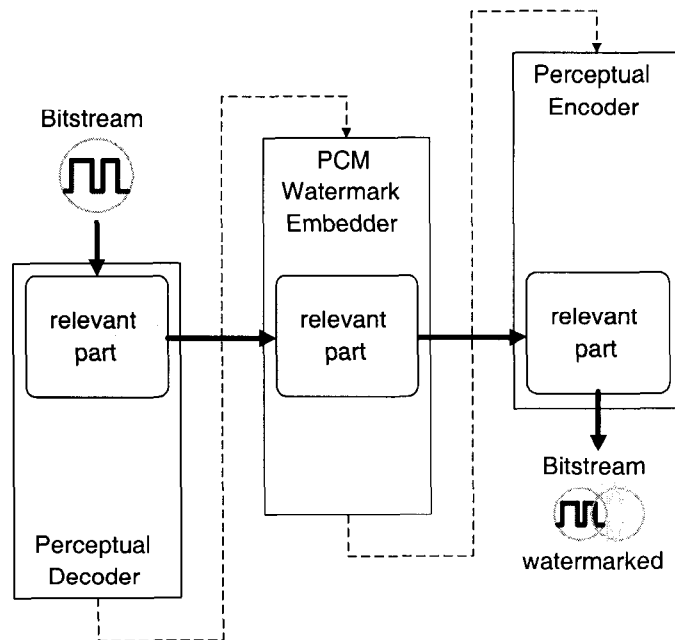 Bitstream
relevant
part
Perceptual
Decoder
PCM
Watermark
Embedder
relevant
part
Perceptual
Encoder
relevant
part
Bitstream
watermarked